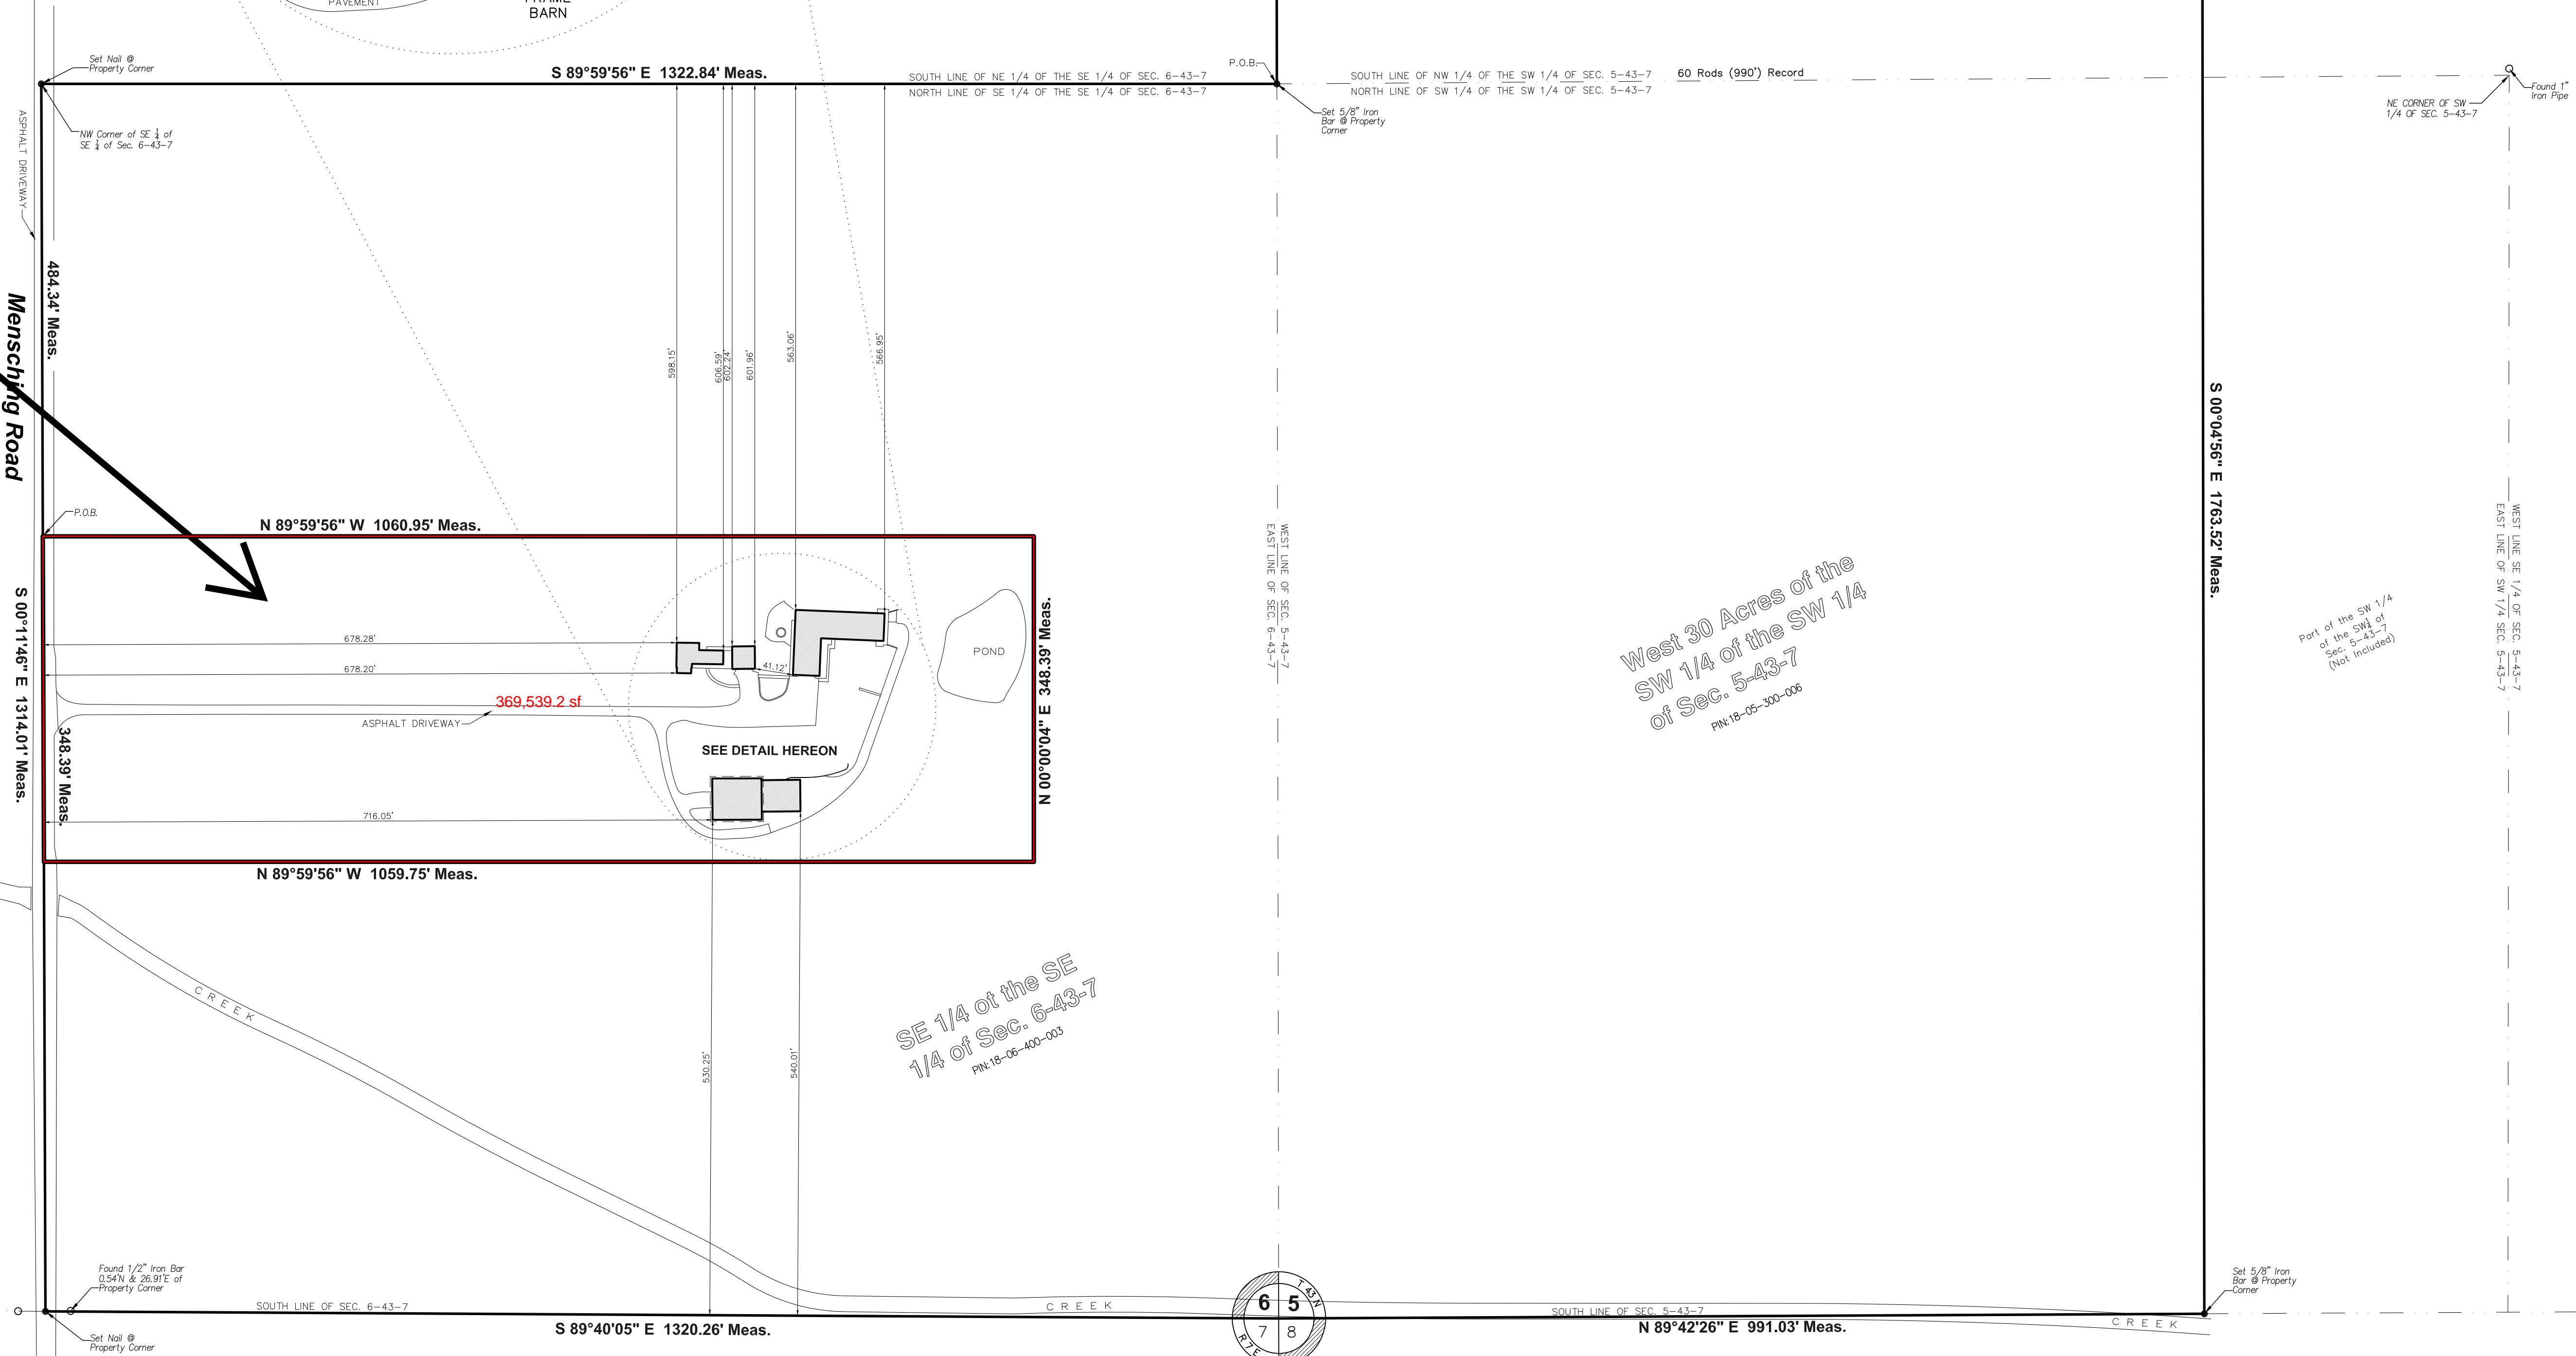 PAVEMENT
BARN
Set Nail @
Property Corner
S 89°59'56" E 1322.84' Meas.
SOUTH LINE OF NE 1/4 OF THE SE 1/4 OF SEC. 6-43-7
NORTH LINE OF SE 1/4 OF THE SE 1/4 OF SEC. 6-43-7
P.O.B.
SOUTH LINE OF NW 1/4 OF THE SW 1/4 OF SEC. 5-43-7
NORTH LINE OF SW 1/4 OF THE SW 1/4 OF SEC. 5-43-7
60 Rods (990') Record
Set 5/8" Iron
Bar @ Property
Corner
NE CORNER OF SW
1/4 OF SEC. 5-43-7
Found 1"
Iron Pipe
NW Corner of SE 1/4 of
SE 1/4 of Sec. 6-43-7
ASPHALT DRIVEWAY
484.34' Meas.
Mensching Road
598.15'
606.59'
602.24'
601.96'
563.06'
566.95'
S 00°04'56" E 1763.52' Meas.
P.O.B.
N 89°59'56" W 1060.95' Meas.
WEST LINE OF SEC. 5-43-7
EAST LINE OF SEC. 6-43-7
WEST LINE SE 1/4 OF SEC. 5-43-7
EAST LINE OF SW 1/4 SEC. 5-43-7
S 00°11'46" E 1314.01' Meas.
348.39' Meas.
678.28'
678.20'
41.12'
POND
N 00°00'04" E 348.39' Meas.
369,539.2 sf
ASPHALT DRIVEWAY
SEE DETAIL HEREON
716.05'
N 89°59'56" W 1059.75' Meas.
West 30 Acres of the
SW 1/4 of the SW 1/4
of Sec. 5-43-7
PIN:18-05-300-006
Part of the SW 1/4
of the SW1/4 of
Sec. 5-43-7
(Not Included)
CREEK
SE 1/4 ot the SE
1/4 of Sec. 6-43-7
PIN:18-06-400-003
530.25'
540.01'
Found 1/2" Iron Bar
0.54'N & 26.91'E of
Property Corner
SOUTH LINE OF SEC. 6-43-7
Set Nail @
Property Corner
S 89°40'05" E 1320.26' Meas.
CREEK
T 43 N
6 5
7 8
R 7 E
SOUTH LINE OF SEC. 5-43-7
N 89°42'26" E 991.03' Meas.
CREEK
Set 5/8" Iron
Bar @ Property
Corner